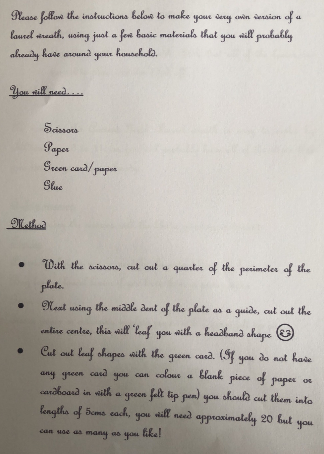 Please follow the instructions below to make your very own version of a
laurel wreath, using just a few basic materials that you will probably
already have around your household.
You will need....
Scissors
Paper
Green card/paper
Glue
Method
• With the scissors, cut out a quarter of the perimeter of the
plate.
• Next using the middle dent of the plate as a guide, cut out the
entire centre, this will 'leaf' you with a headband shape.
• Cut out leaf shapes with the green card. (If you do not have
any green card you can colour a blank piece of paper or
cardboard in with a green felt tip pen) you should cut them into
lengths of 5cms each, you will need approximately 20 but you
can use as many as you like!